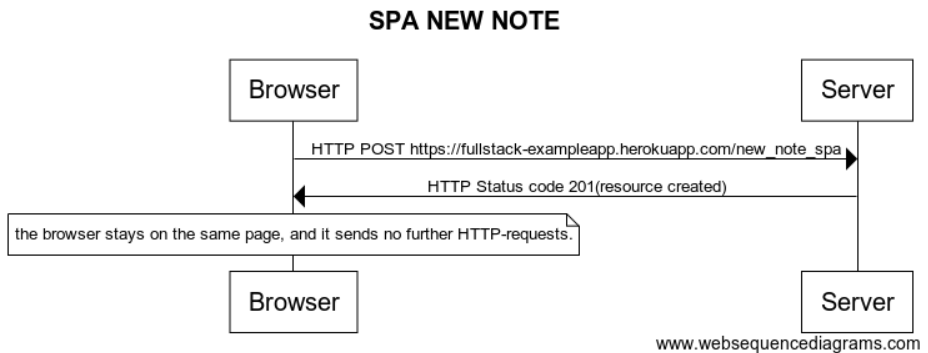 SPA NEW NOTE
Browser
Server
HTTP POST https://fullstack-exampleapp.herokuapp.com/new_note_spa
HTTP Status code 201(resource created)
the browser stays on the same page, and it sends no further HTTP-requests.
Browser
Server
www.websequencediagrams.com